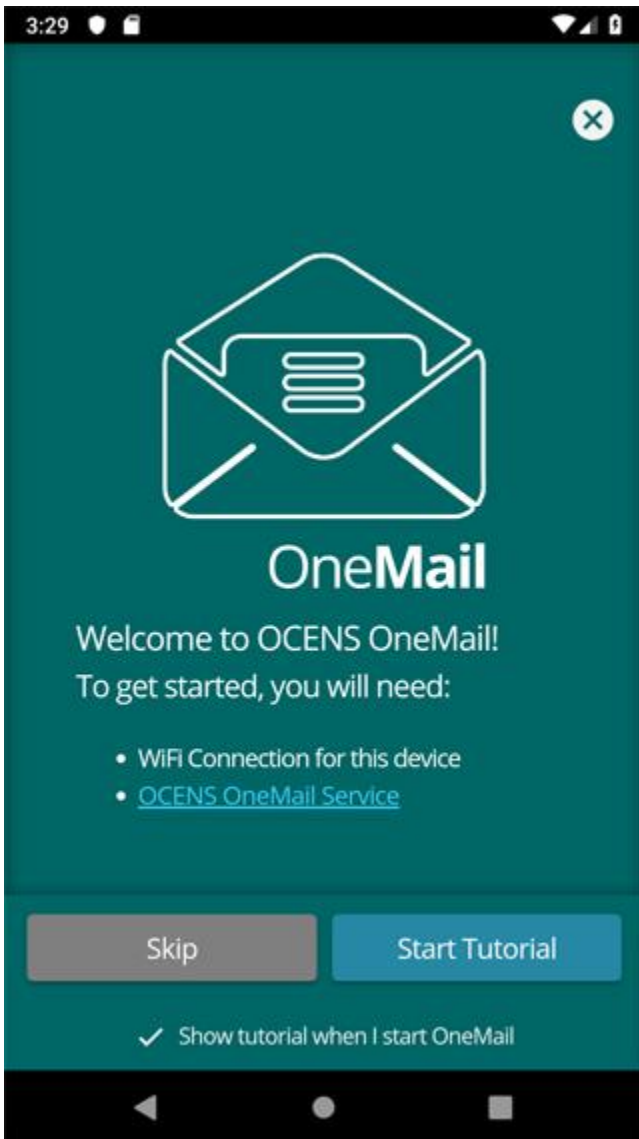 3:29
OneMail
Welcome to OCENS OneMail!
To get started, you will need:
• WiFi Connection for this device
• OCENS OneMail Service
Skip
Start Tutorial
Show tutorial when I start OneMail